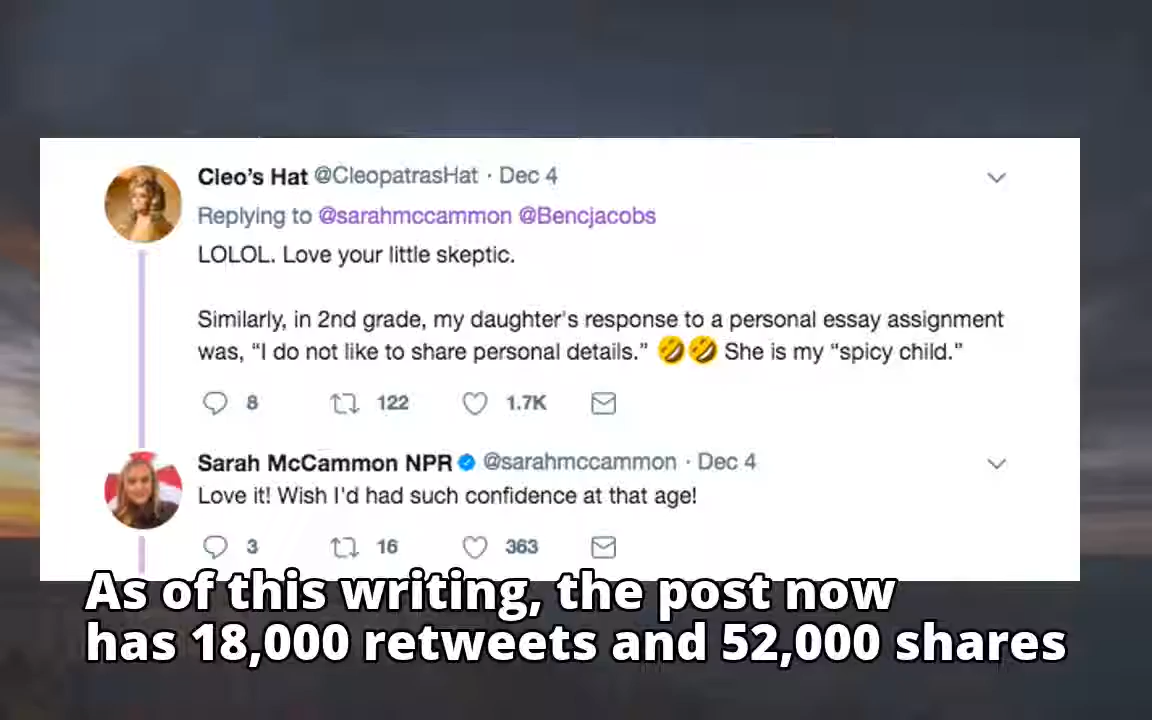 Cleo's Hat @CleopatrasHat · Dec 4
Replying to @sarahmccammon @Bencjacobs
LOLOL. Love your little skeptic.
Similarly, in 2nd grade, my daughter's response to a personal essay assignment
was, “I do not like to share personal details.” 🤣🤣 She is my “spicy child.”
8 122 1.7K
Sarah McCammon NPR @sarahmccammon · Dec 4
Love it! Wish I'd had such confidence at that age!
3 16 363
As of this writing, the post now
has 18,000 retweets and 52,000 shares